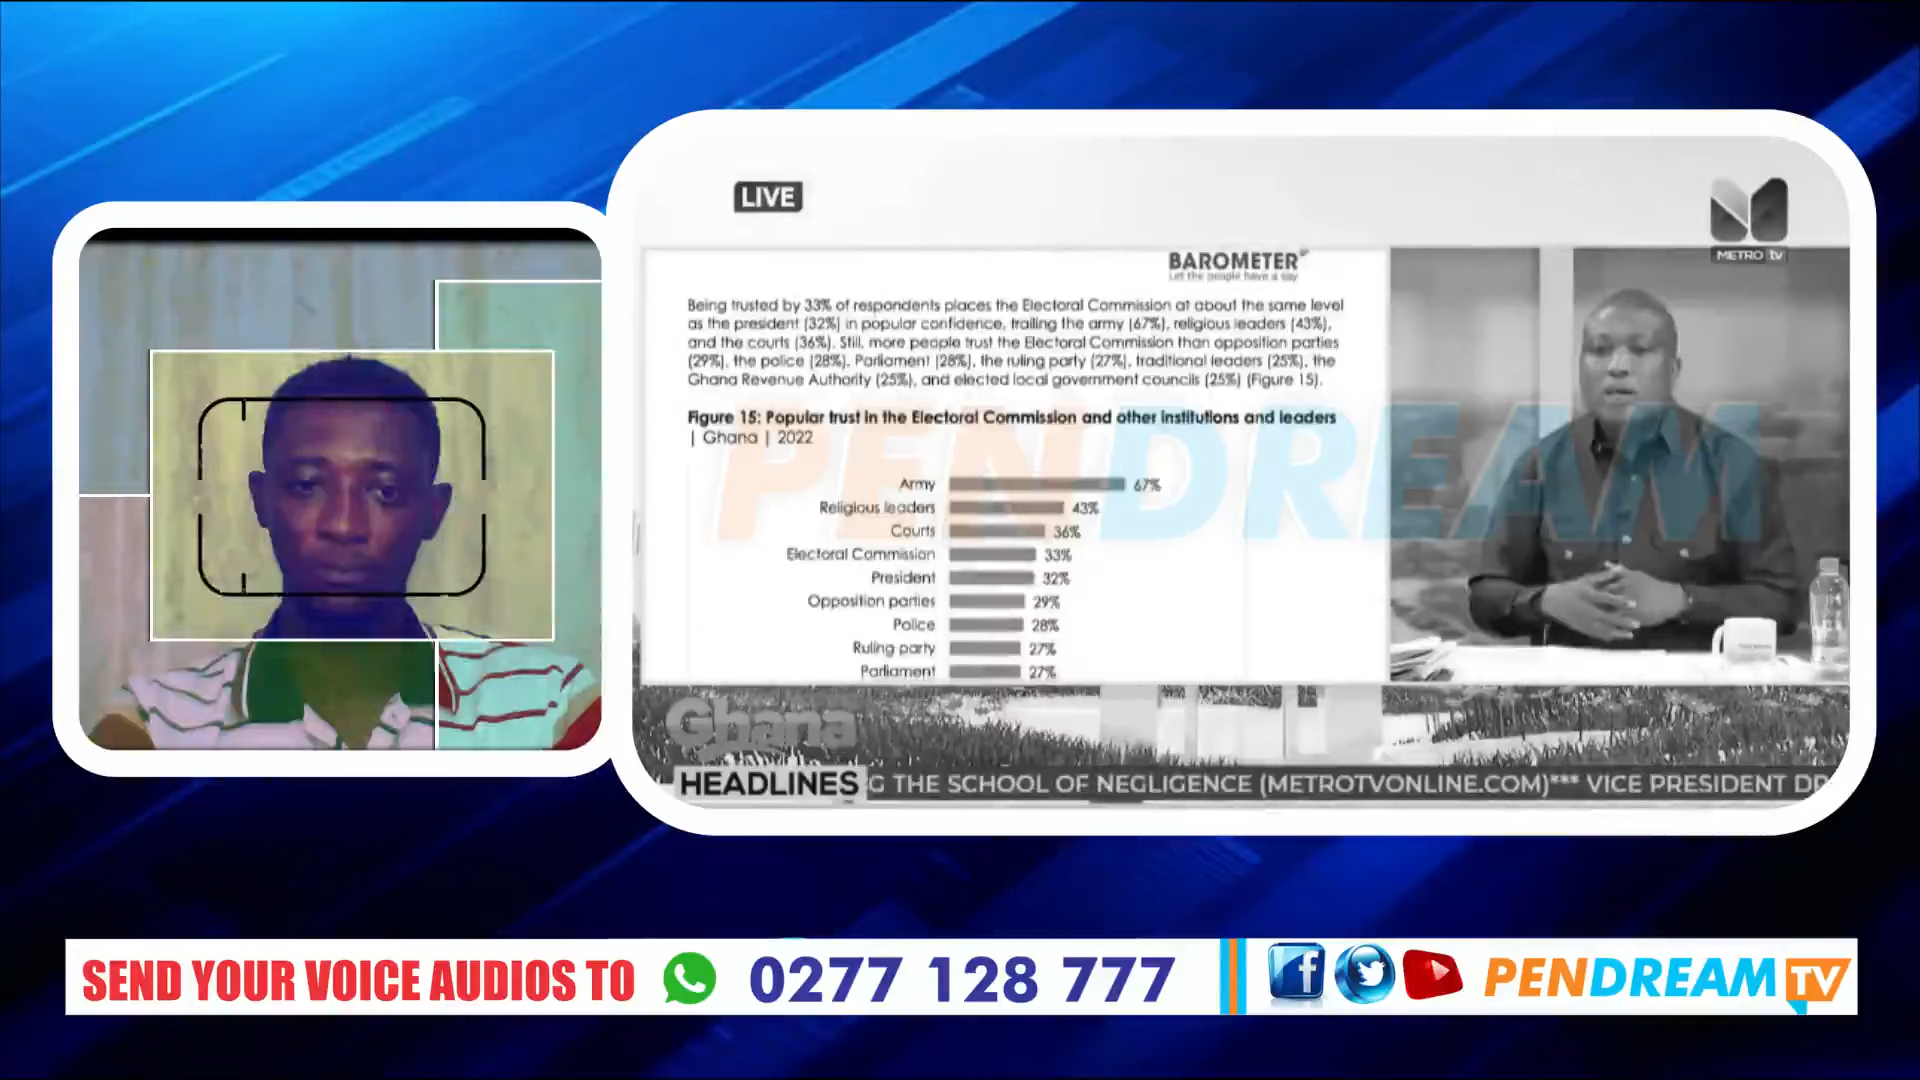 LIVE
METRO tv
BAROMETER
Let the people have a say
Being trusted by 33% of respondents places the Electoral Commission at about the same level
as the president (32%) in popular confidence, trailing the army (67%), religious leaders (43%),
and the courts (36%). Still, more people trust the Electoral Commission than opposition parties
(29%), the police (28%), Parliament (28%), the ruling party (27%), traditional leaders (25%), the
Ghana Revenue Authority (25%), and elected local government councils (25%) (Figure 15).
Figure 15: Popular trust in the Electoral Commission and other institutions and leaders
| Ghana | 2022
PENDREAM
Army 67%
Religious leaders 43%
Courts 36%
Electoral Commission 33%
President 32%
Opposition parties 29%
Police 28%
Ruling party 27%
Parliament 27%
Ghana
HEADLINES G THE SCHOOL OF NEGLIGENCE (METROTVONLINE.COM)*** VICE PRESIDENT DR
SEND YOUR VOICE AUDIOS TO 0277 128 777 PENDREAM TV